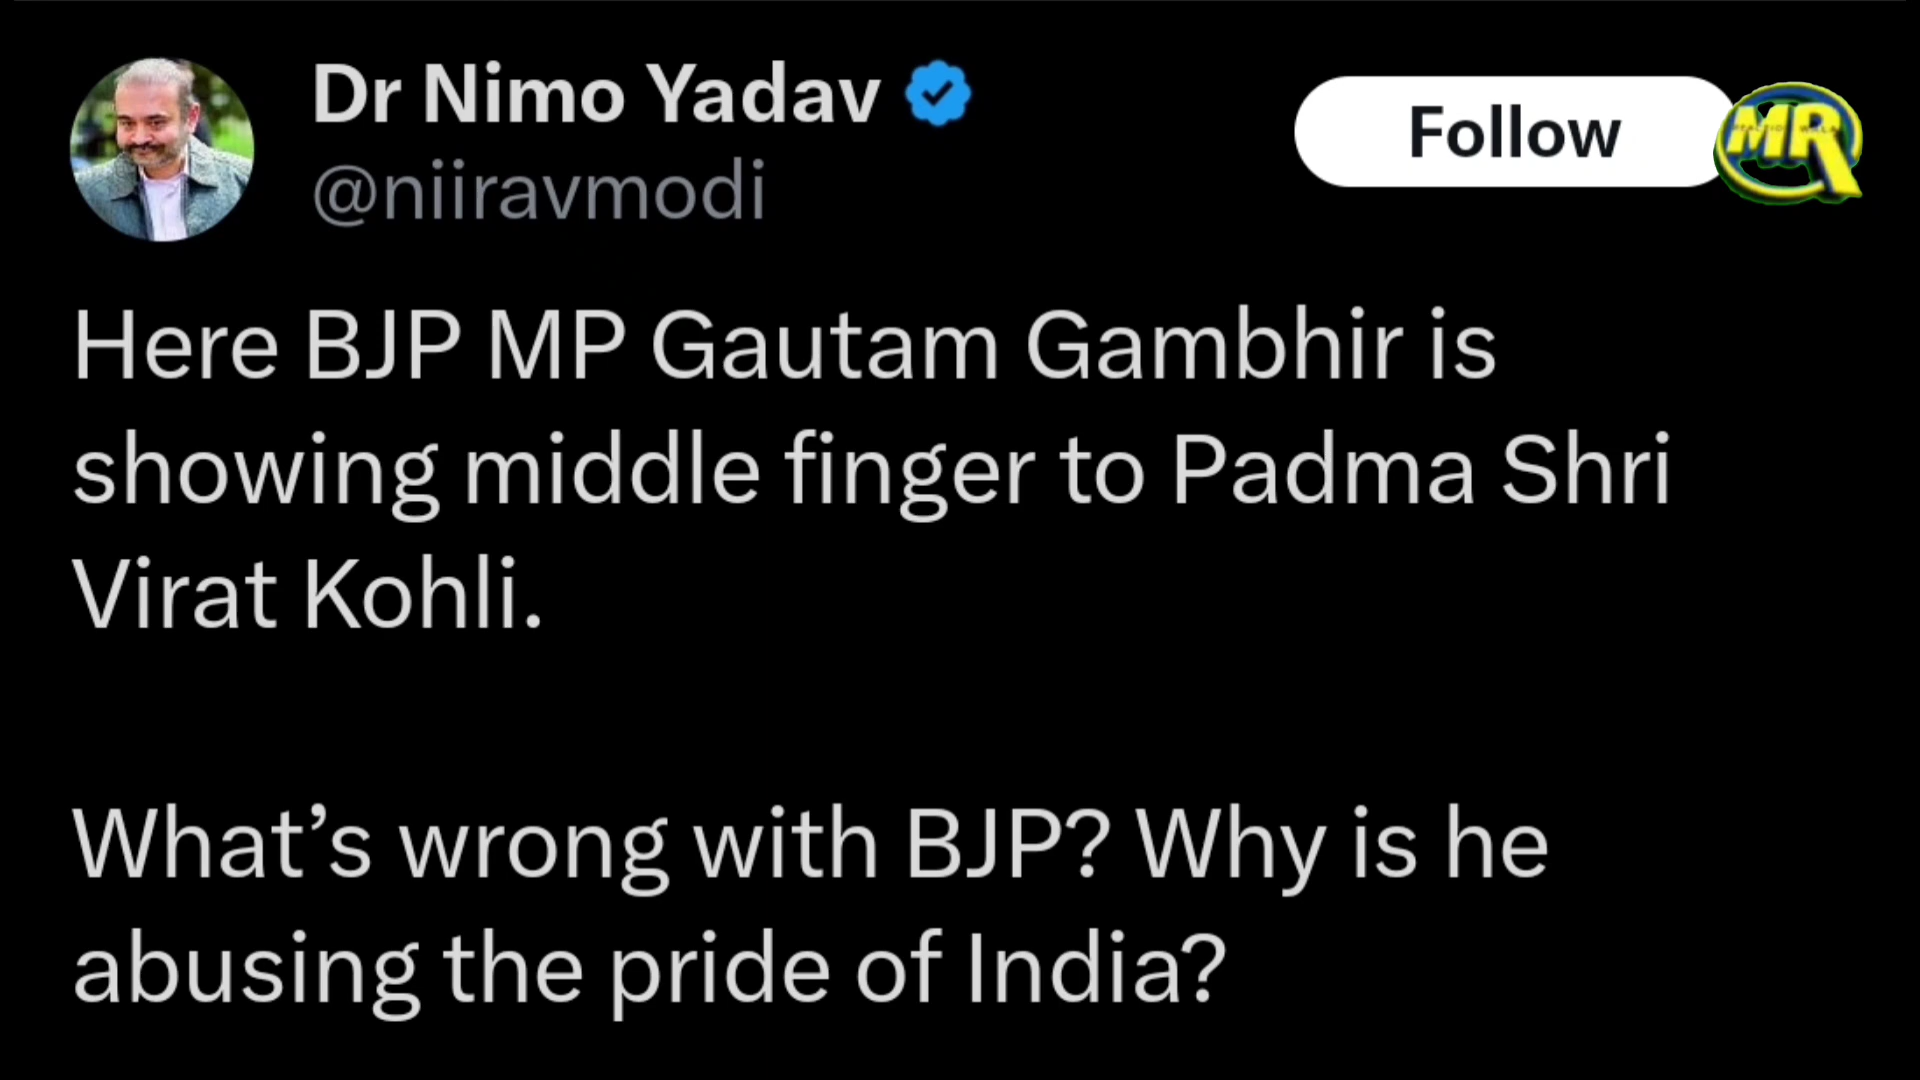 Dr Nimo Yadav
@niiravmodi
Follow
MR
Here BJP MP Gautam Gambhir is
showing middle finger to Padma Shri
Virat Kohli.
What’s wrong with BJP? Why is he
abusing the pride of India?